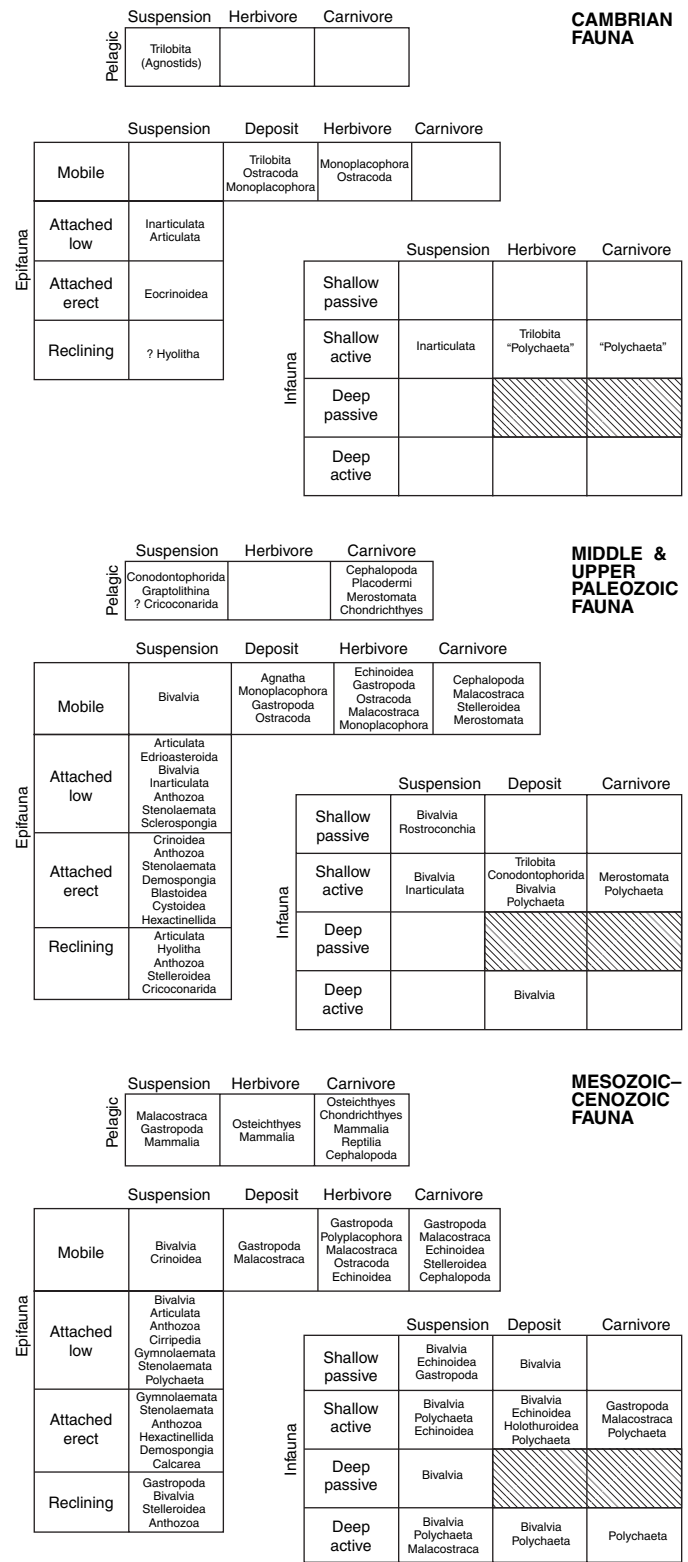 CAMBRIAN
FAUNA
Suspension Herbivore Carnivore
Pelagic
Trilobita
(Agnostids)
Suspension Deposit Herbivore Carnivore
Epifauna
Mobile
Trilobita
Ostracoda
Monoplacophora
Monoplacophora
Ostracoda
Attached
low
Inarticulata
Articulata
Attached
erect
Eocrinoidea
Reclining
? Hyolitha
Suspension Herbivore Carnivore
Infauna
Shallow
passive
Shallow
active
Inarticulata
Trilobita
“Polychaeta”
“Polychaeta”
Deep
passive
Deep
active
MIDDLE &
UPPER
PALEOZOIC
FAUNA
Suspension Herbivore Carnivore
Pelagic
Conodontophorida
Graptolithina
? Cricoconarida
Cephalopoda
Placodermi
Merostomata
Chondrichthyes
Suspension Deposit Herbivore Carnivore
Epifauna
Mobile
Bivalvia
Agnatha
Monoplacophora
Gastropoda
Ostracoda
Echinoidea
Gastropoda
Ostracoda
Malacostraca
Monoplacophora
Cephalopoda
Malacostraca
Stelleroidea
Merostomata
Attached
low
Articulata
Edrioasteroida
Bivalvia
Inarticulata
Anthozoa
Stenolaemata
Sclerospongia
Attached
erect
Crinoidea
Anthozoa
Stenolaemata
Demospongia
Blastoidea
Cystoidea
Hexactinellida
Reclining
Articulata
Hyolitha
Anthozoa
Stelleroidea
Cricoconarida
Suspension Deposit Carnivore
Infauna
Shallow
passive
Bivalvia
Rostroconchia
Shallow
active
Bivalvia
Inarticulata
Trilobita
Conodontophorida
Bivalvia
Polychaeta
Merostomata
Polychaeta
Deep
passive
Deep
active
Bivalvia
MESOZOIC–
CENOZOIC
FAUNA
Suspension Herbivore Carnivore
Pelagic
Malacostraca
Gastropoda
Mammalia
Osteichthyes
Mammalia
Osteichthyes
Chondrichthyes
Mammalia
Reptilia
Cephalopoda
Suspension Deposit Herbivore Carnivore
Epifauna
Mobile
Bivalvia
Crinoidea
Gastropoda
Malacostraca
Gastropoda
Polyplacophora
Malacostraca
Ostracoda
Echinoidea
Gastropoda
Malacostraca
Echinoidea
Stelleroidea
Cephalopoda
Attached
low
Bivalvia
Articulata
Anthozoa
Cirripedia
Gymnolaemata
Stenolaemata
Polychaeta
Attached
erect
Gymnolaemata
Stenolaemata
Anthozoa
Hexactinellida
Demospongia
Calcarea
Reclining
Gastropoda
Bivalvia
Stelleroidea
Anthozoa
Suspension Deposit Carnivore
Infauna
Shallow
passive
Bivalvia
Echinoidea
Gastropoda
Bivalvia
Shallow
active
Bivalvia
Polychaeta
Echinoidea
Bivalvia
Echinoidea
Holothuroidea
Polychaeta
Gastropoda
Malacostraca
Polychaeta
Deep
passive
Bivalvia
Deep
active
Bivalvia
Polychaeta
Malacostraca
Bivalvia
Polychaeta
Polychaeta